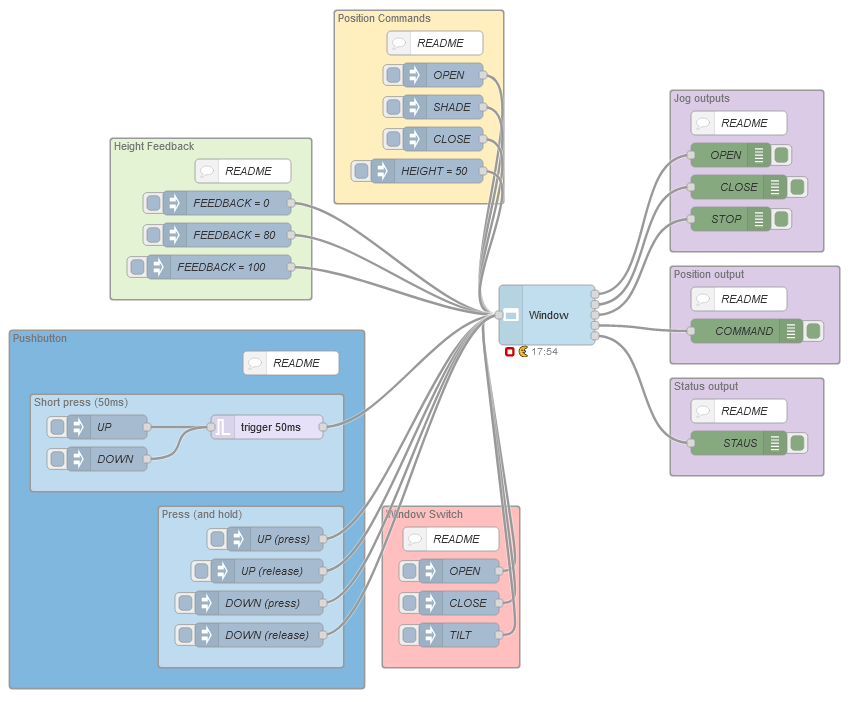 Position Commands
README
OPEN
SHADE
CLOSE
HEIGHT = 50
Height Feedback
README
FEEDBACK = 0
FEEDBACK = 80
FEEDBACK = 100
Pushbutton
README
Short press (50ms)
UP
DOWN
trigger 50ms
Press (and hold)
UP (press)
UP (release)
DOWN (press)
DOWN (release)
Window Switch
README
OPEN
CLOSE
TILT
Window
17:54
Jog outputs
README
OPEN
CLOSE
STOP
Position output
README
COMMAND
Status output
README
STAUS